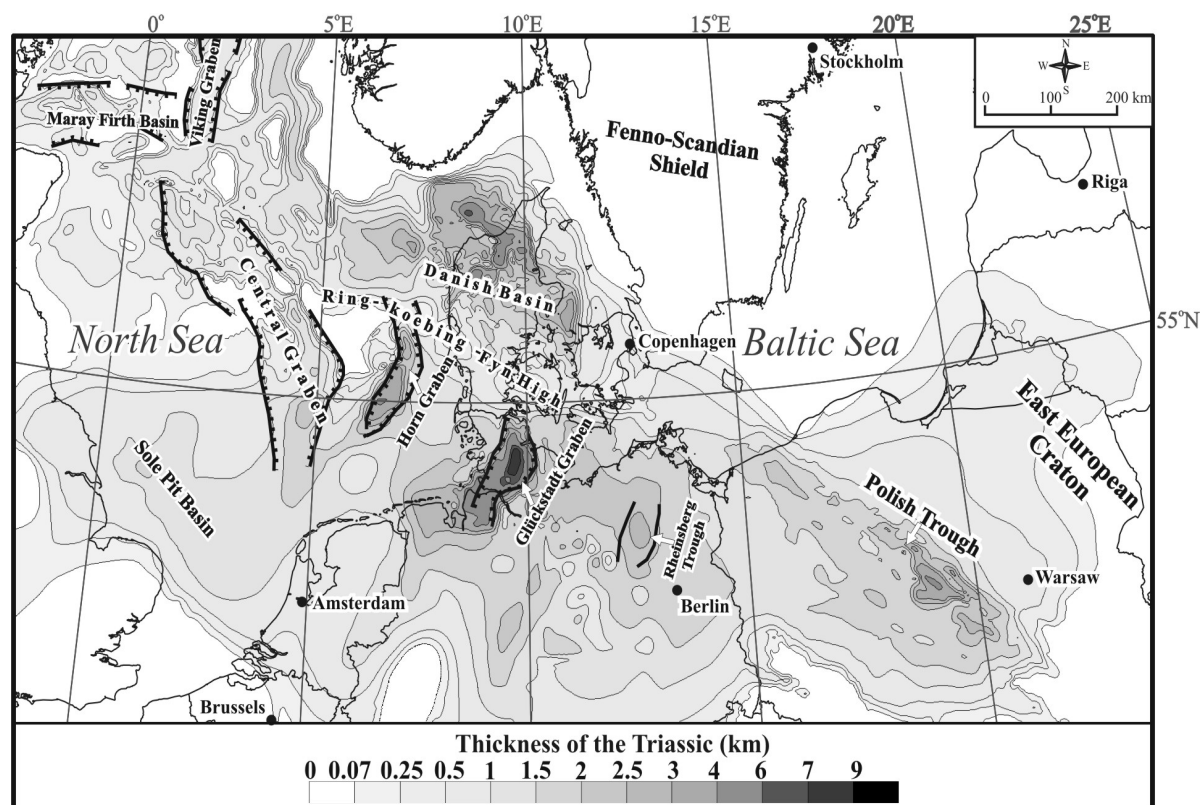 0° 5°E 10°E 15°E 20°E 25°E
Stockholm
N
W E
S
0 100 200 km
Maray Firth Basin
Viking Graben
Fenno-Scandian
Shield
Riga
Danish Basin
Central Graben
Ring-koebing-Fyn High
North Sea
Copenhagen
Baltic Sea
55°N
Horn Graben
East European
Craton
Sole Pit Basin
Glückstadt Graben
Polish Trough
Rheinsberg
Trough
Warsaw
Amsterdam
Berlin
Brussels
Thickness of the Triassic (km)
0 0.07 0.25 0.5 1 1.5 2 2.5 3 4 6 7 9